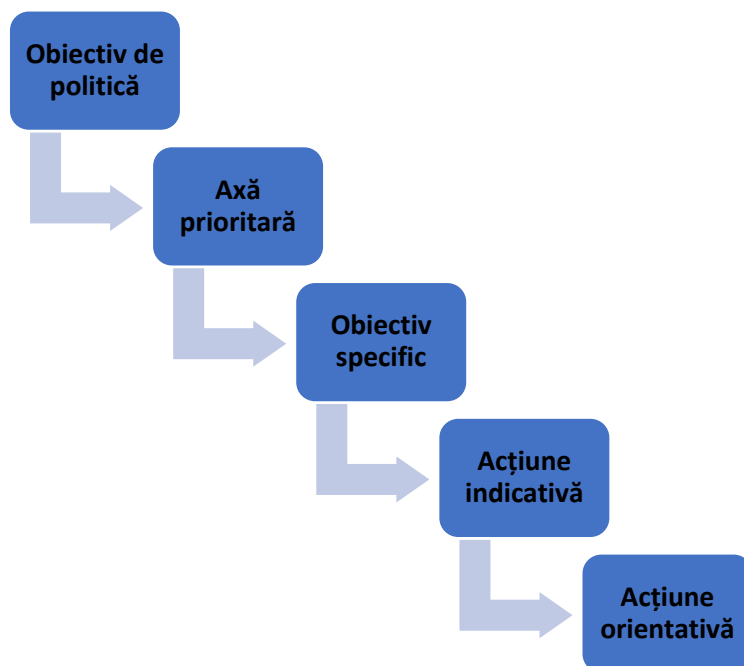 Obiectiv de
politică
Axă
prioritară
Obiectiv
specific
Acțiune
indicativă
Acțiune
orientativă